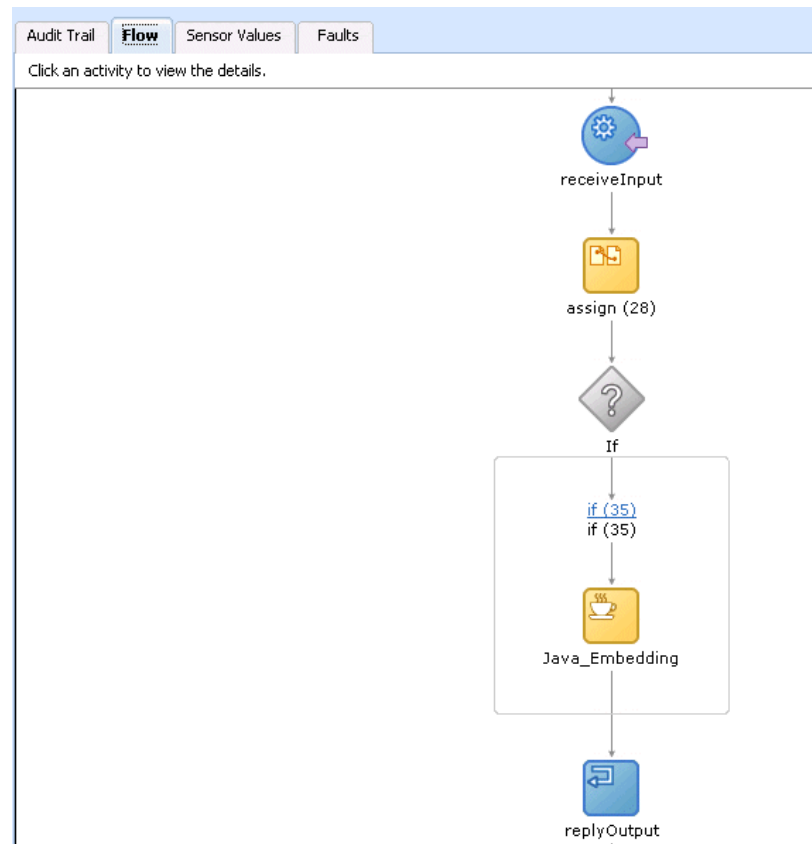 Audit Trail Flow Sensor Values Faults
Click an activity to view the details.
receiveInput
assign (28)
If
if (35)
if (35)
Java_Embedding
replyOutput